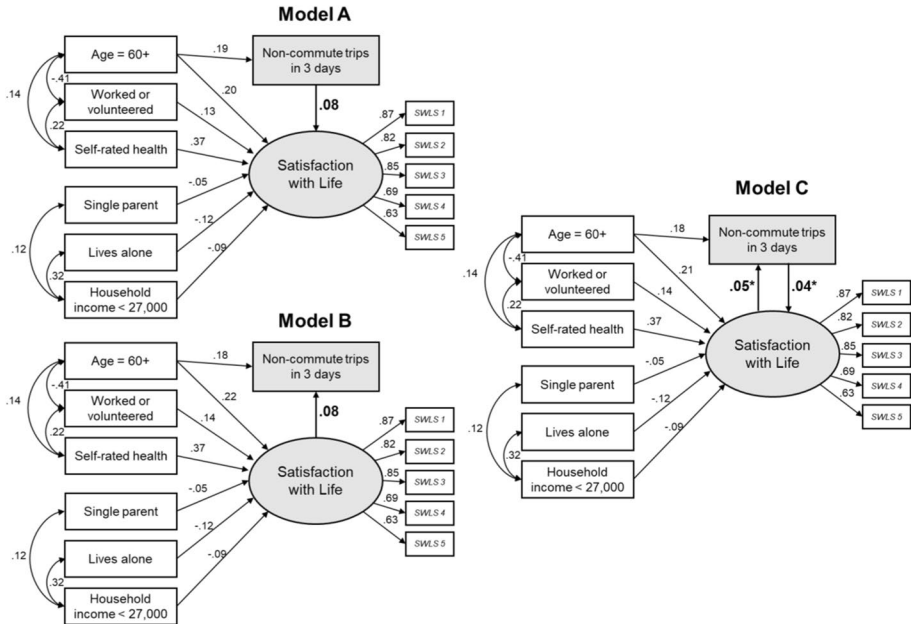 Model A
Age = 60+
Worked or
volunteered
Self-rated health
Single parent
Lives alone
Household
income < 27,000
.14
-.41
.22
.12
.32
.19
.20
.13
.37
-.05
-.12
-.09
Non-commute trips
in 3 days
.08
Satisfaction
with Life
.87
.82
.85
.69
.63
SWLS 1
SWLS 2
SWLS 3
SWLS 4
SWLS 5
Model B
Age = 60+
Worked or
volunteered
Self-rated health
Single parent
Lives alone
Household
income < 27,000
.14
-.41
.22
.12
.32
.18
.22
.14
.37
-.05
-.12
-.09
Non-commute trips
in 3 days
.08
Satisfaction
with Life
.87
.82
.85
.69
.63
SWLS 1
SWLS 2
SWLS 3
SWLS 4
SWLS 5
Model C
Age = 60+
Worked or
volunteered
Self-rated health
Single parent
Lives alone
Household
income < 27,000
.14
-.41
.22
.12
.32
.18
.21
.14
.37
-.05
-.12
-.09
Non-commute trips
in 3 days
.05*
.04*
Satisfaction
with Life
.87
.82
.85
.69
.63
SWLS 1
SWLS 2
SWLS 3
SWLS 4
SWLS 5